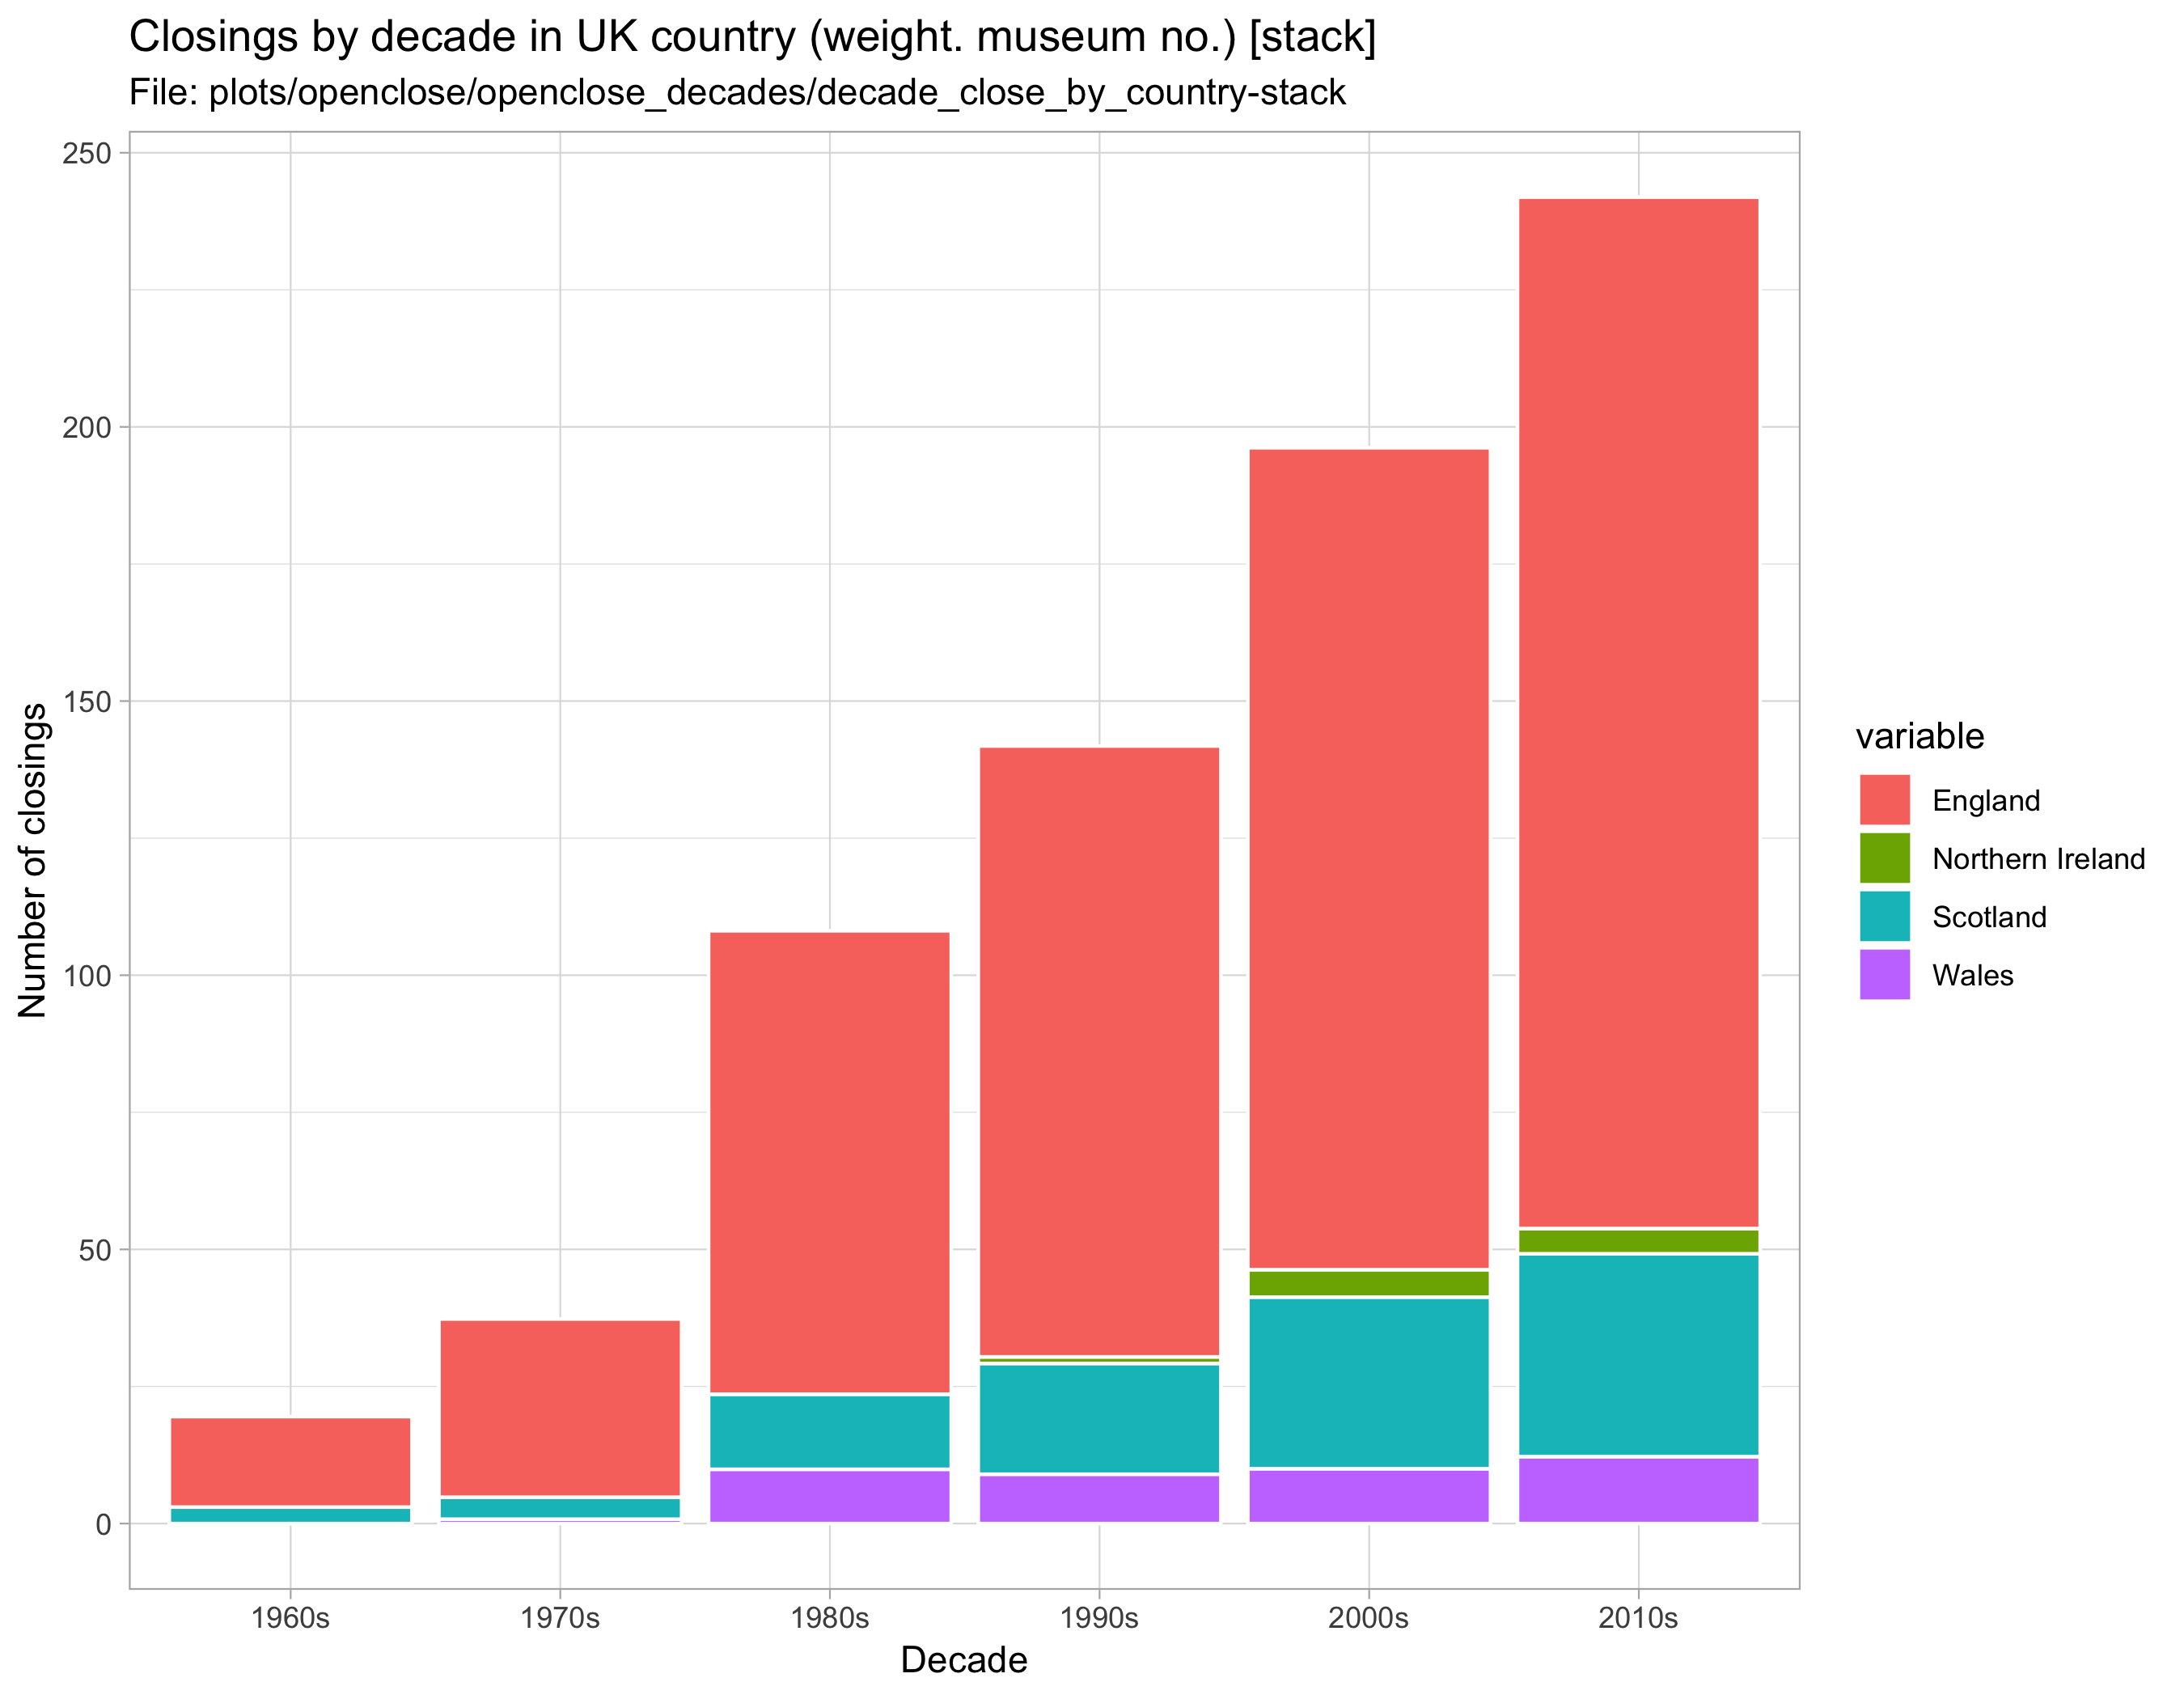 Closings by decade in UK country (weight. museum no.) [stack]
File: plots/openclose/openclose_decades/decade_close_by_country-stack
250
200
150
100
50
0
Number of closings
1960s 1970s 1980s 1990s 2000s 2010s
Decade
variable
England
Northern Ireland
Scotland
Wales